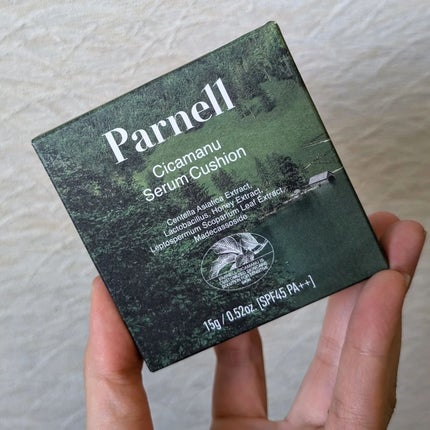 Parnell
Cicamanu
Serum Cushion
Centella Asiatica Extract,
Lactobacillus, Honey Extract,
Leptospermum Scoparium Leaf Extract,
Madecassoside
15g / 0.52oz. [SPF45 PA++]